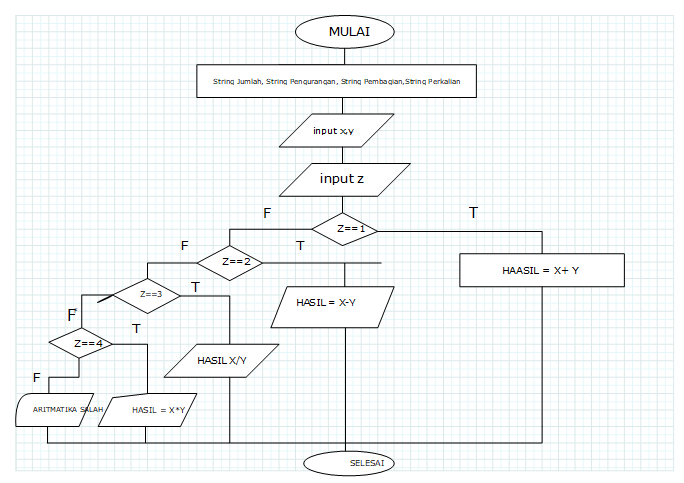 MULAI
String Jumlah, String Pengurangan, String Pembagian,String Perkalian
input x,y
input z
F
T
Z==1
F
T
Z==2
HAASIL = X+ Y
T
Z==3
HASIL = X-Y
F
T
Z==4
HASIL X/Y
F
ARITMATIKA SALAH
HASIL = X*Y
SELESAI